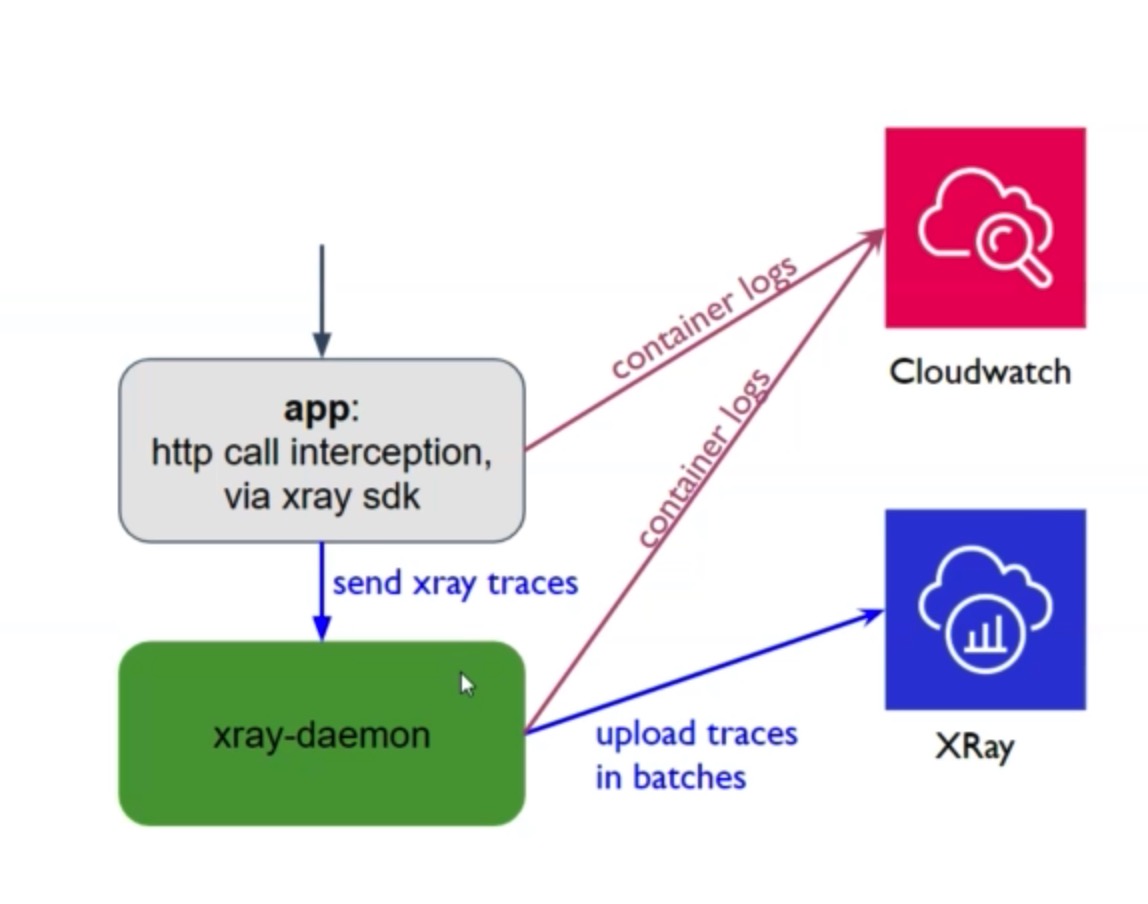 container logs
Cloudwatch
app:
http call interception,
via xray sdk
container logs
send xray traces
xray-daemon
upload traces
in batches
XRay